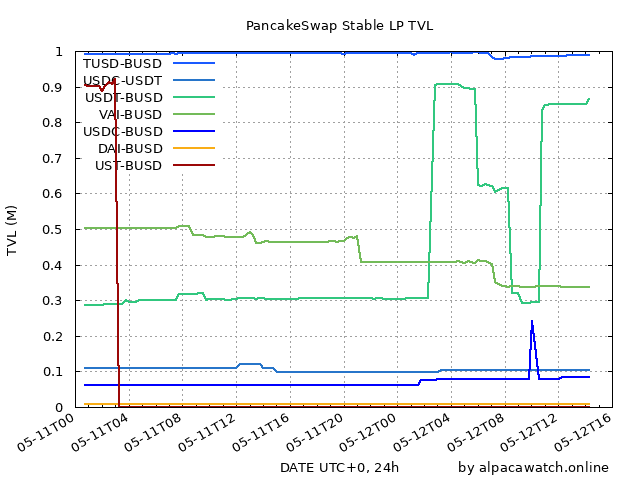 PancakeSwap Stable LP TVL
TVL (M)
1
0.9
0.8
0.7
0.6
0.5
0.4
0.3
0.2
0.1
0
TUSD-BUSD
USDC-USDT
USDT-BUSD
VAI-BUSD
USDC-BUSD
DAI-BUSD
UST-BUSD
05-11T00
05-11T04
05-11T08
05-11T12
05-11T16
05-11T20
05-12T00
05-12T04
05-12T08
05-12T12
05-12T16
DATE UTC+0, 24h
by alpacawatch.online